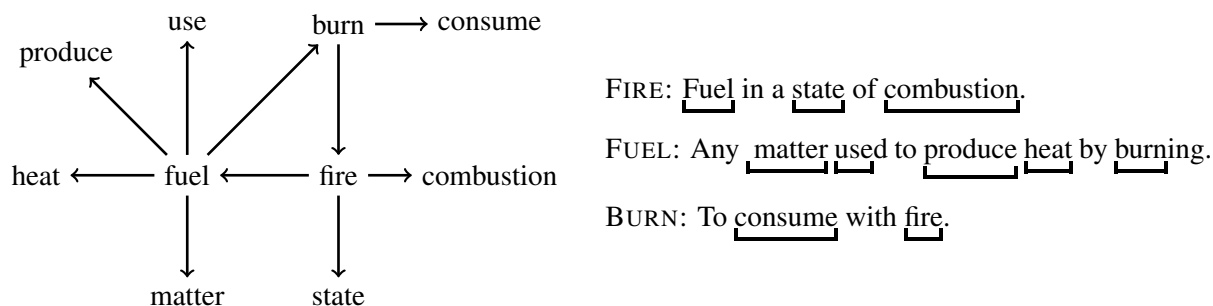 use
burn
consume
produce
heat
fuel
fire
combustion
matter
state
FIRE: Fuel in a state of combustion.
FUEL: Any matter used to produce heat by burning.
BURN: To consume with fire.